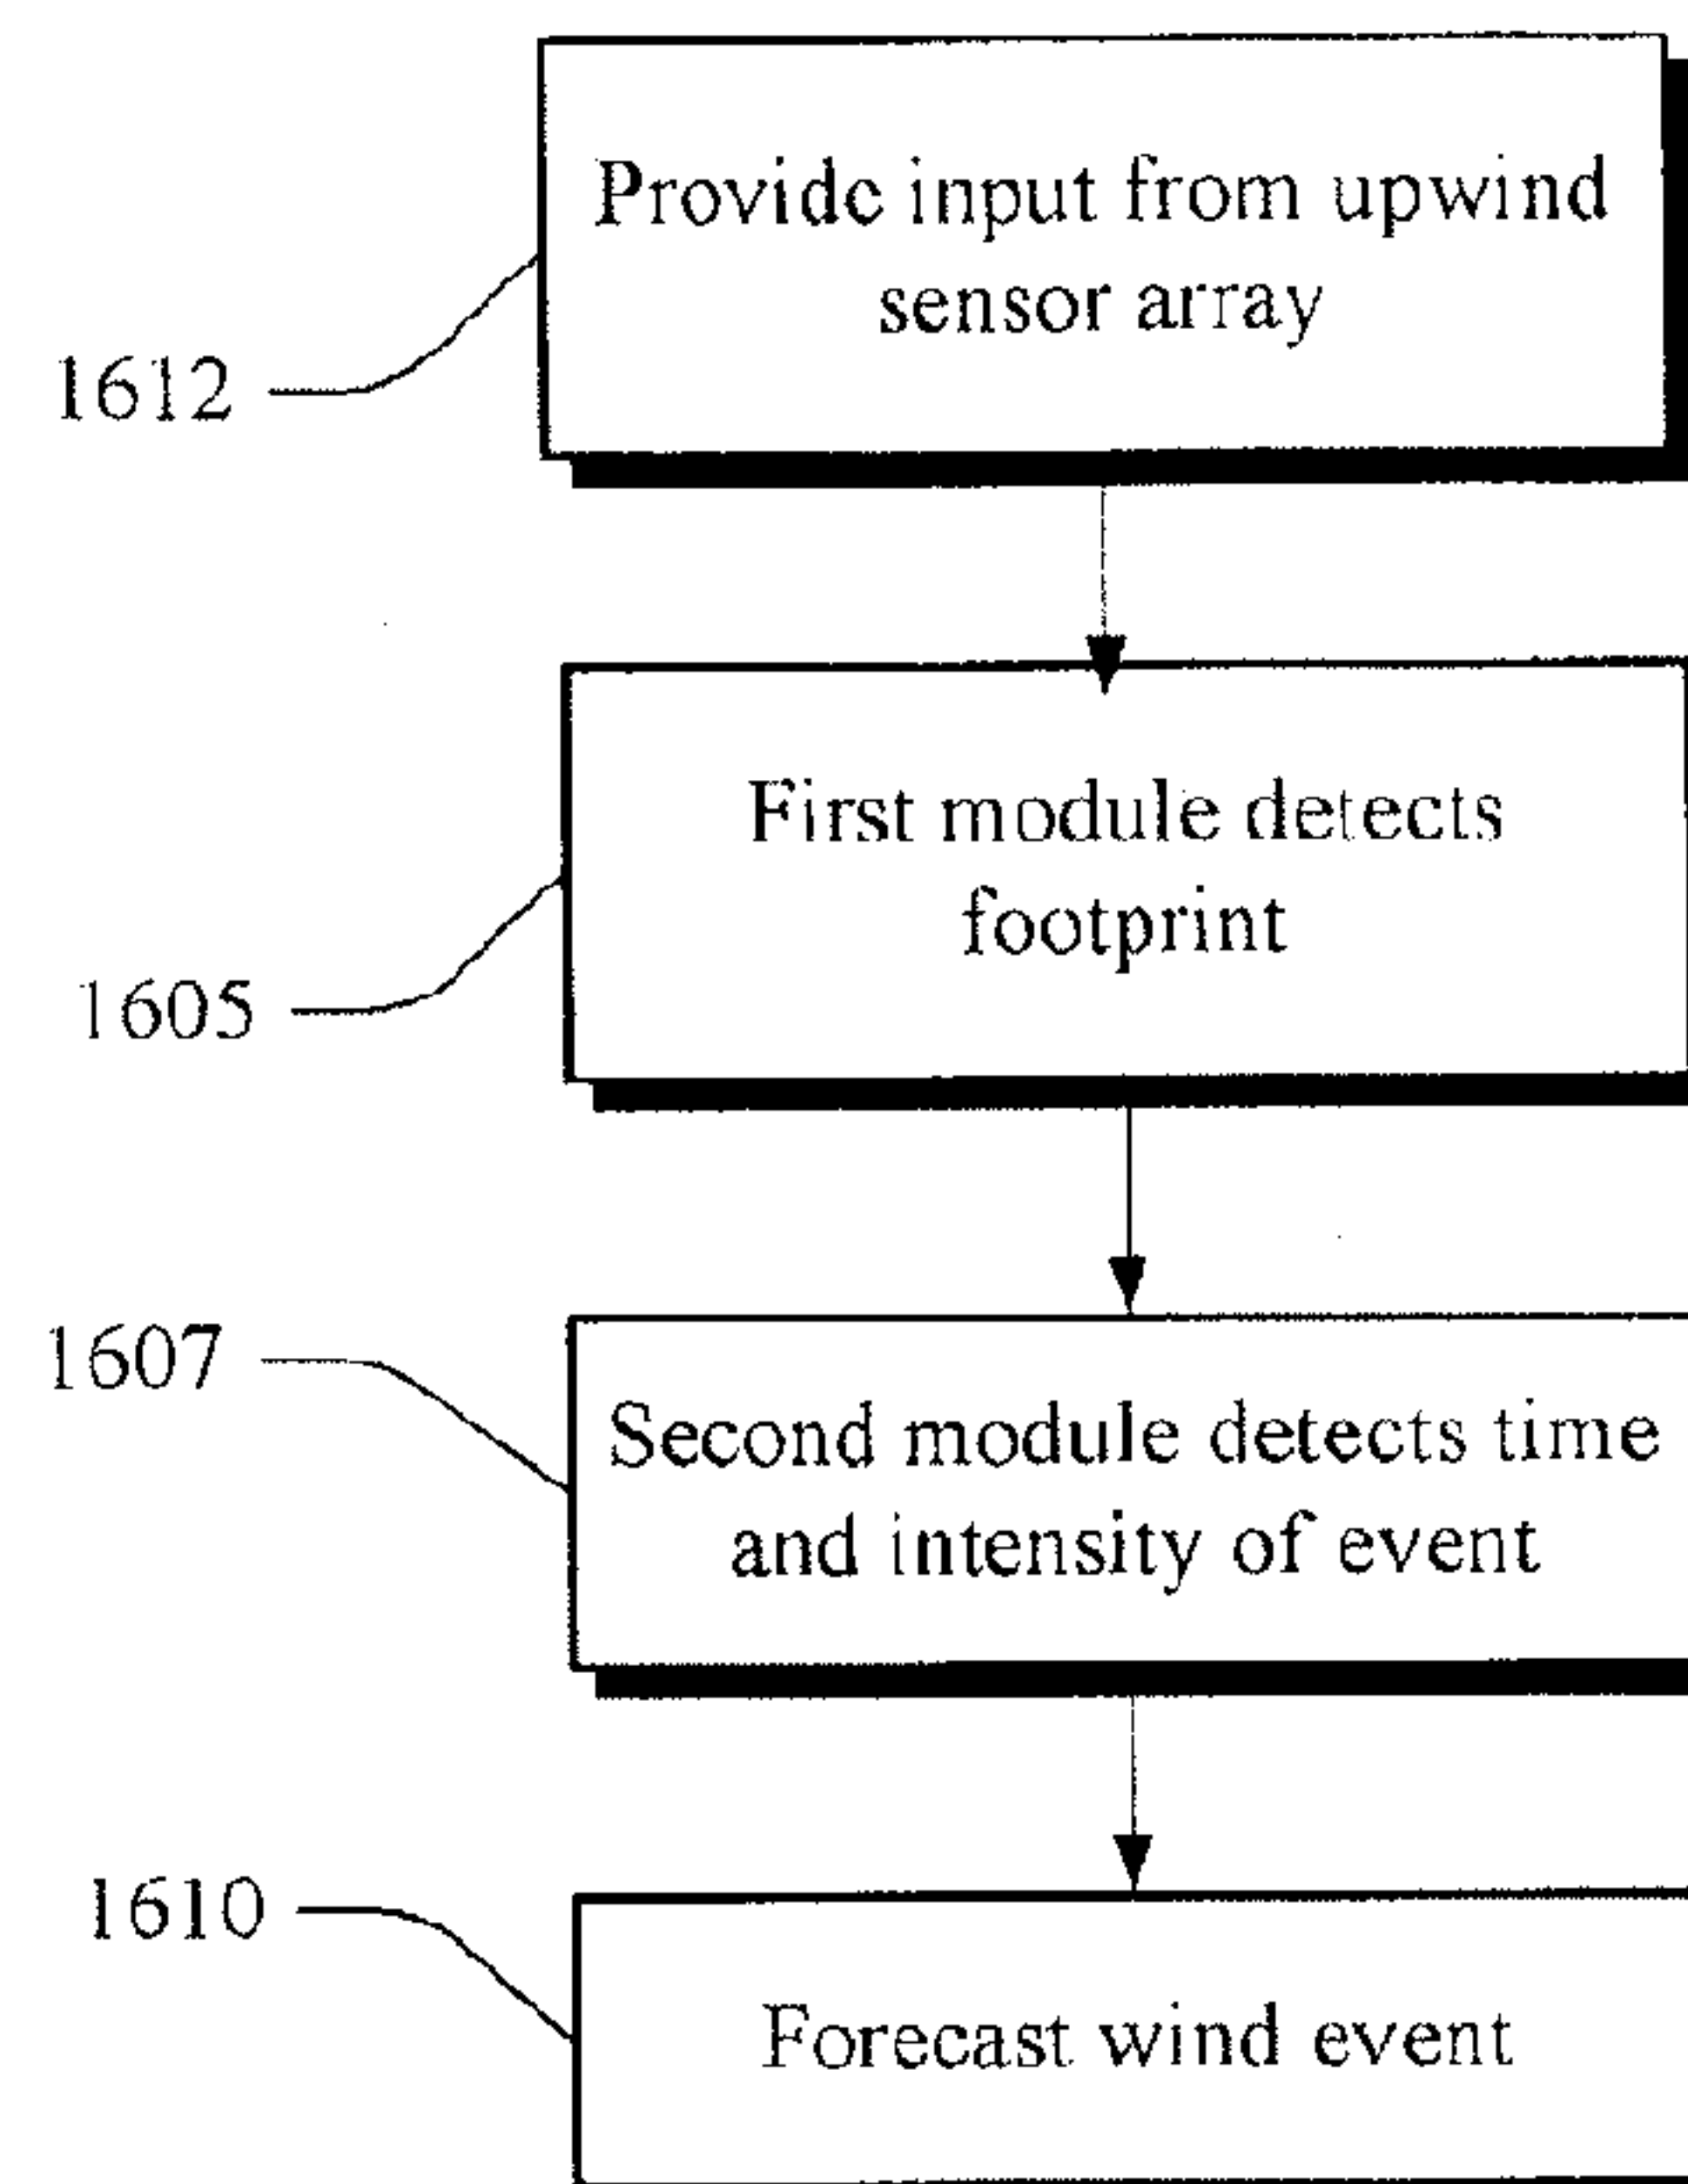 Provide input from upwind
sensor array
1612
First module detects
footprint
1605
1607
Second module detects time
and intensity of event
1610
Forecast wind event